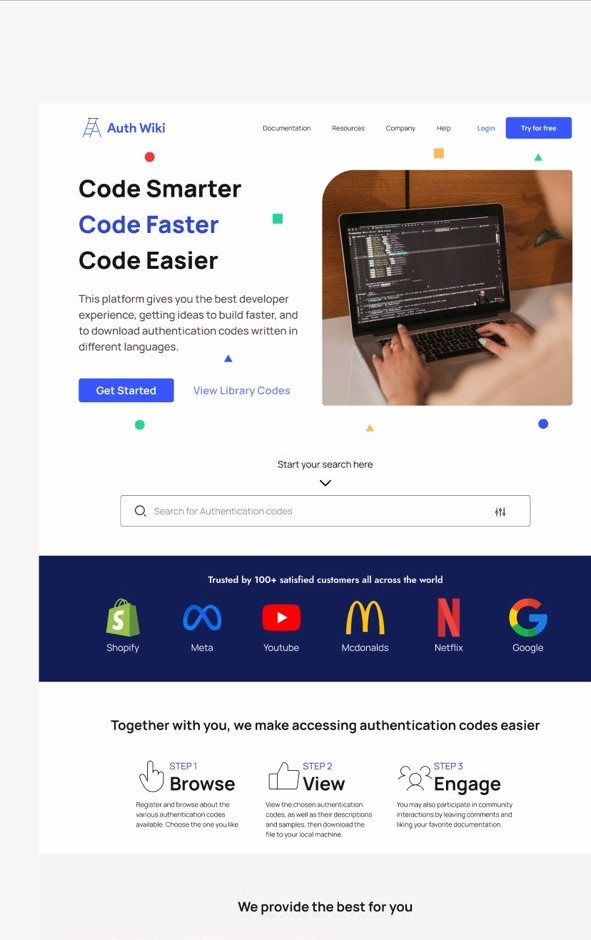 Auth Wiki
Documentation Resources Company Help Login Try for free
Code Smarter
Code Faster
Code Easier
This platform gives you the best developer
experience, getting ideas to build faster, and
to download authentication codes written in
different languages.
Get Started View Library Codes
Start your search here
Search for Authentication codes
Trusted by 100+ satisfied customers all across the world
Shopify Meta Youtube Mcdonalds Netflix Google
Together with you, we make accessing authentication codes easier
STEP 1
Browse
Register and browse about the
various authentication codes
available. Choose the one you like
STEP 2
View
View the chosen authentication
codes, as well as their descriptions
and samples, then download the
file to your local machine.
STEP 3
Engage
You may also participate in community
interactions by leaving comments and
liking your favorite documentation.
We provide the best for you